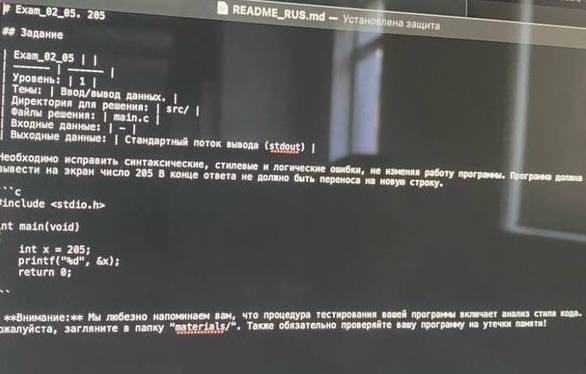 README_RUS.md — Установлена защита
# Exam_02_05. 205
## Задание
| Exam_02_05 | |
| ------ | ------ |
| Уровень: | 1 |
| Темы: | Ввод/вывод данных. |
| Директория для решения: | src/ |
| Файлы решения: | main.c |
| Входные данные: | — |
| Выходные данные: | Стандартный поток вывода (stdout) |
Необходимо исправить синтаксические, стилевые и логические ошибки, не изменяя работу программы. Программа должна
вывести на экран число 205 В конце ответа не должно быть переноса на новую строку.
```c
#include <stdio.h>
int main(void)
int x = 205;
printf("%d", &x);
return 0;
``
**Внимание:** Мы любезно напоминаем вам, что процедура тестирования вашей программы включает анализ стиля кода.
ожалуйста, загляните в папку "materials/". Также обязательно проверяйте вашу программу на утечки памяти!